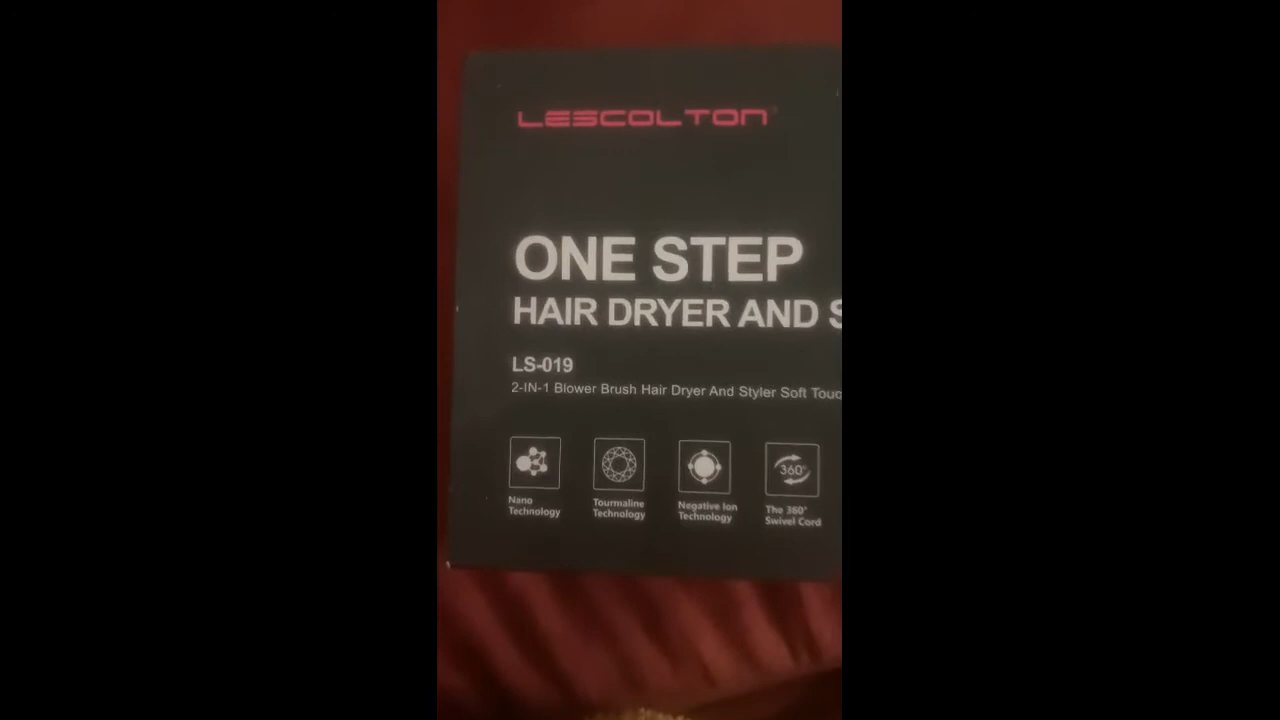 LESCOLTON
ONE STEP
HAIR DRYER AND S
LS-019
2-IN-1 Blower Brush Hair Dryer And Styler Soft Touc
Nano Technology
Tourmaline Technology
Negative Ion Technology
360°
The 360° Swivel Cord